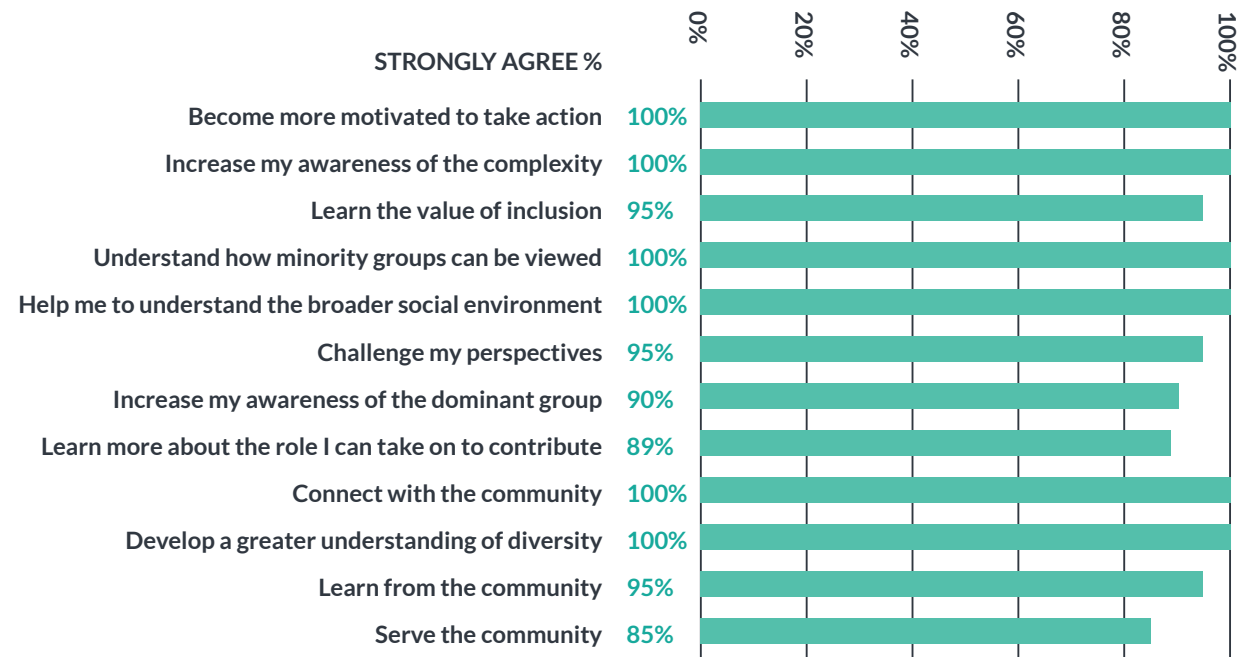 0% 20% 40% 60% 80% 100%
STRONGLY AGREE %
Become more motivated to take action 100%
Increase my awareness of the complexity 100%
Learn the value of inclusion 95%
Understand how minority groups can be viewed 100%
Help me to understand the broader social environment 100%
Challenge my perspectives 95%
Increase my awareness of the dominant group 90%
Learn more about the role I can take on to contribute 89%
Connect with the community 100%
Develop a greater understanding of diversity 100%
Learn from the community 95%
Serve the community 85%